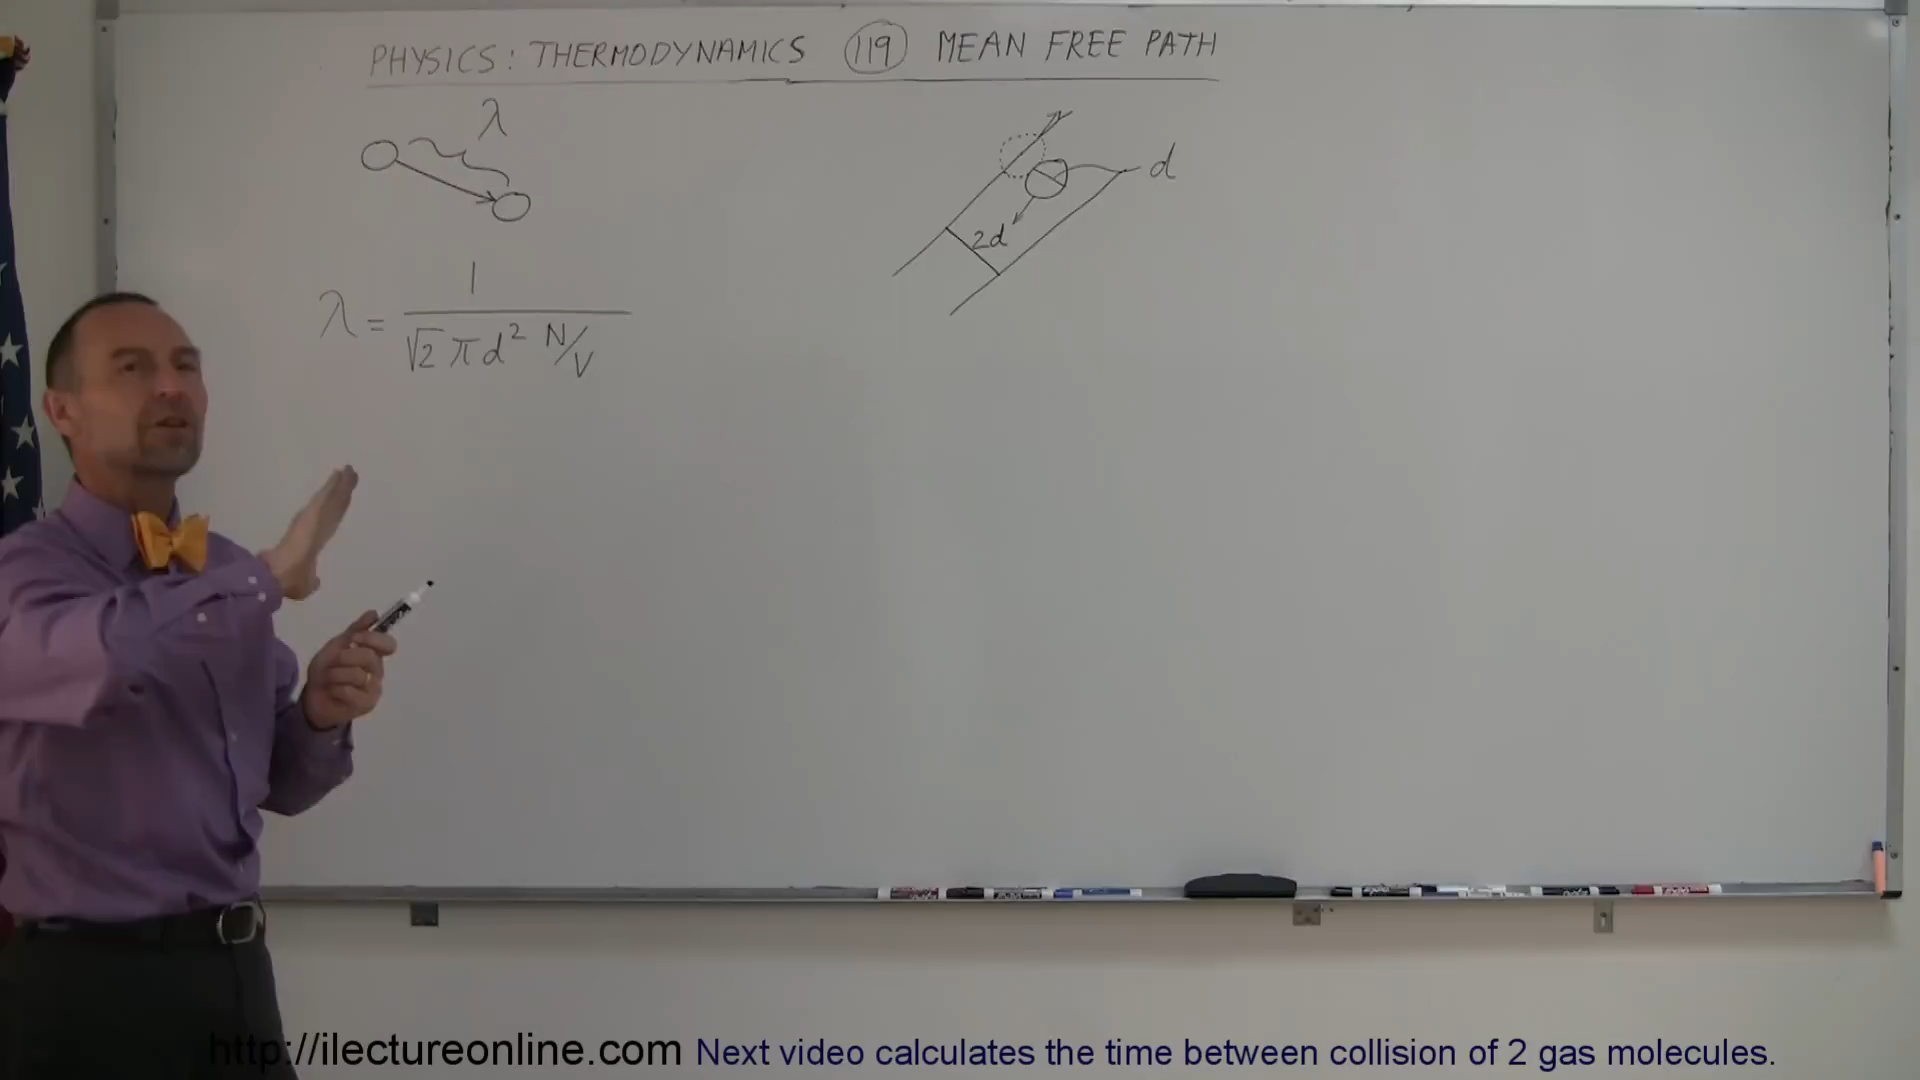 PHYSICS: THERMODYNAMICS 119 MEAN FREE PATH
λ
d
2d
λ = 1 / √2 π d² N/V
http://ilectureonline.com Next video calculates the time between collision of 2 gas molecules.